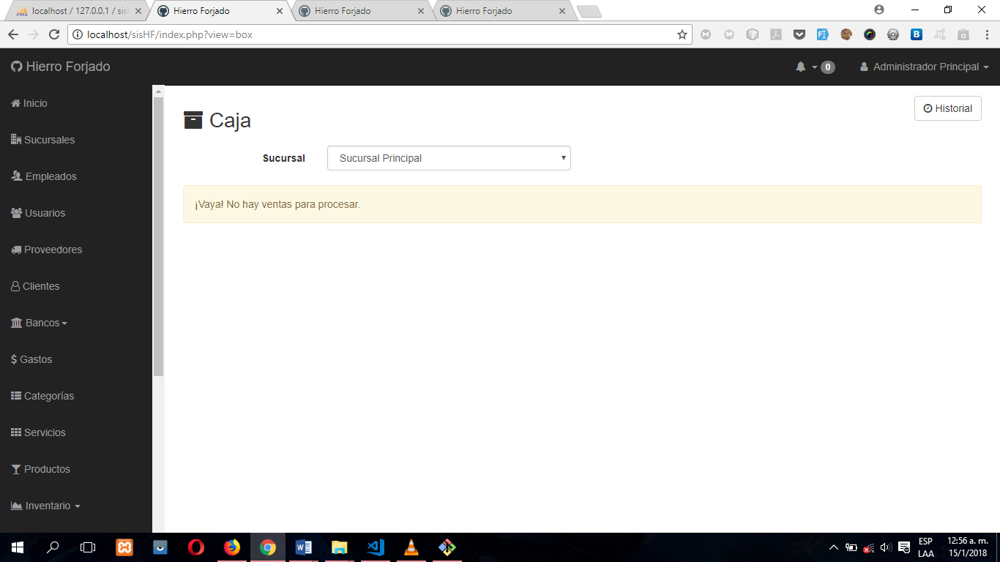 localhost / 127.0.0.1 / sis
Hierro Forjado
Hierro Forjado
Hierro Forjado
localhost/sisHF/index.php?view=box
Hierro Forjado
0
Administrador Principal
Inicio
Sucursales
Empleados
Usuarios
Proveedores
Clientes
Bancos
Gastos
Categorías
Servicios
Productos
Inventario
Caja
Historial
Sucursal
Sucursal Principal
¡Vaya! No hay ventas para procesar.
ESP
LAA
12:56 a. m.
15/1/2018